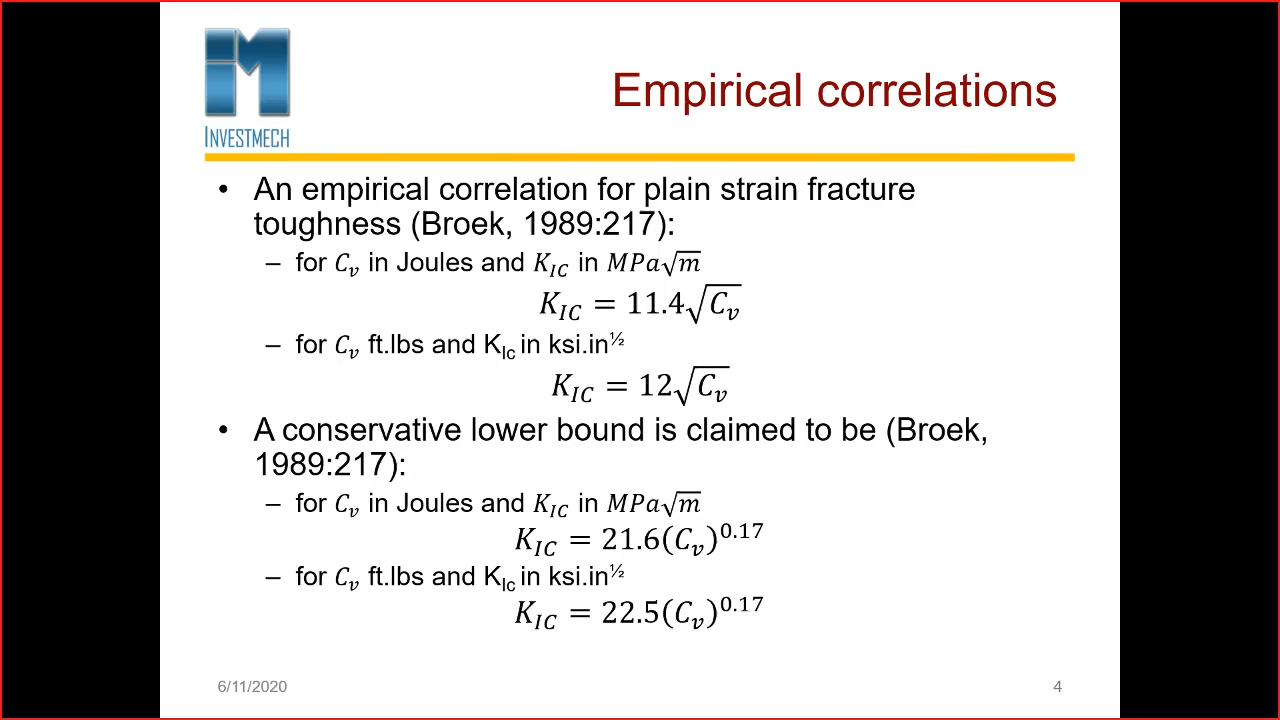 INVESTMECH
Empirical correlations
• An empirical correlation for plain strain fracture
toughness (Broek, 1989:217):
– for 𝐶𝑣 in Joules and 𝐾𝐼𝐶 in 𝑀𝑃𝑎√𝑚
𝐾𝐼𝐶 = 11.4√𝐶𝑣
– for 𝐶𝑣 ft.lbs and KIc in ksi.in½
𝐾𝐼𝐶 = 12√𝐶𝑣
• A conservative lower bound is claimed to be (Broek,
1989:217):
– for 𝐶𝑣 in Joules and 𝐾𝐼𝐶 in 𝑀𝑃𝑎√𝑚
𝐾𝐼𝐶 = 21.6(𝐶𝑣)^0.17
– for 𝐶𝑣 ft.lbs and KIc in ksi.in½
𝐾𝐼𝐶 = 22.5(𝐶𝑣)^0.17
6/11/2020
4